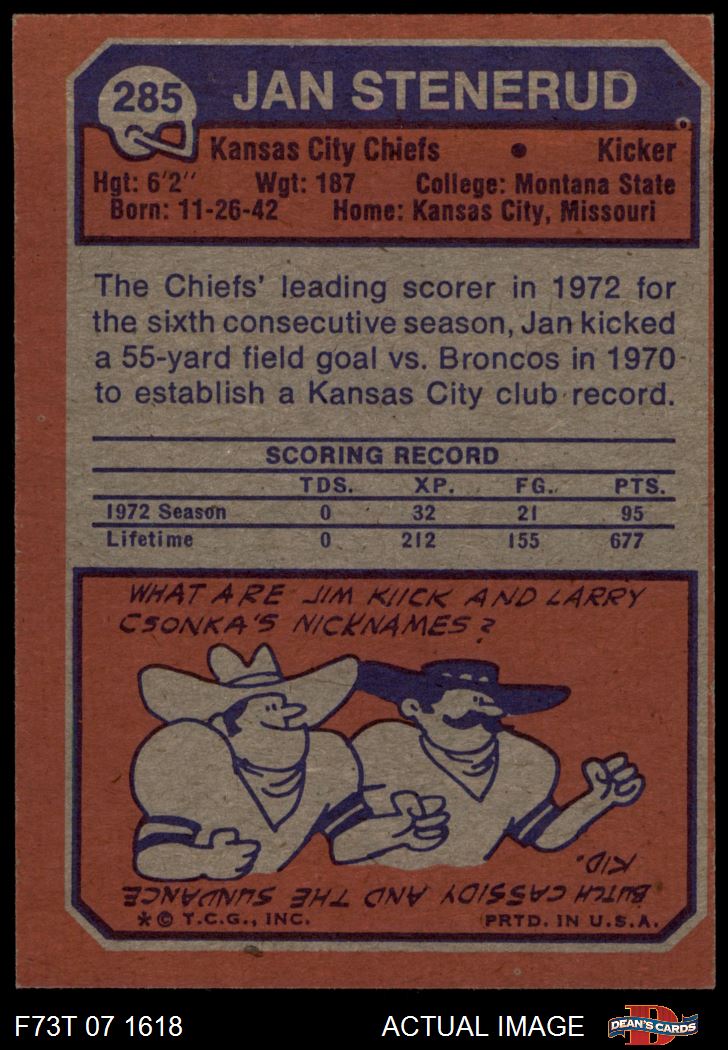 285 JAN STENERUD
Kansas City Chiefs • Kicker
Hgt: 6'2" Wgt: 187 College: Montana State
Born: 11-26-42 Home: Kansas City, Missouri
The Chiefs' leading scorer in 1972 for
the sixth consecutive season, Jan kicked
a 55-yard field goal vs. Broncos in 1970
to establish a Kansas City club record.
SCORING RECORD
TDS. XP. FG. PTS.
1972 Season 0 32 21 95
Lifetime 0 212 155 677
WHAT ARE JIM KIICK AND LARRY
CSONKA'S NICKNAMES?
BUTCH CASSIDY AND THE SUNDANCE
KID.
*© T.C.G., INC. PRTD. IN U.S.A.
F73T 07 1618 ACTUAL IMAGE DEAN'S CARDS